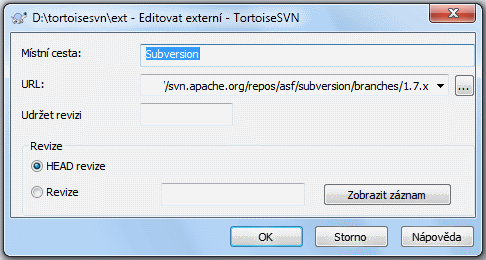 D:\tortoisesvn\ext - Editovat externí - TortoiseSVN
Místní cesta: Subversion
URL: '/svn.apache.org/repos/asf/subversion/branches/1.7.x ...
Udržet revizi
Revize
HEAD revize
Revize Zobrazit záznam
OK Storno Nápověda